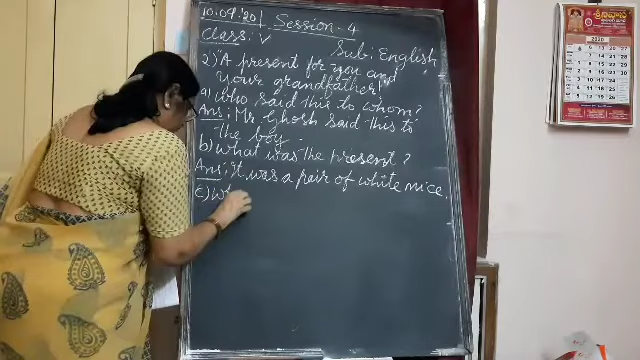 10.09.'20 Session - 4
Class: V
Sub: English
2) "A present for you and
your grandfather!"
a) Who said this to whom?
Ans: Mr Ghosh said this to
the boy
b) What was the present?
Ans: It was a pair of white mice.
c) Wh
2020